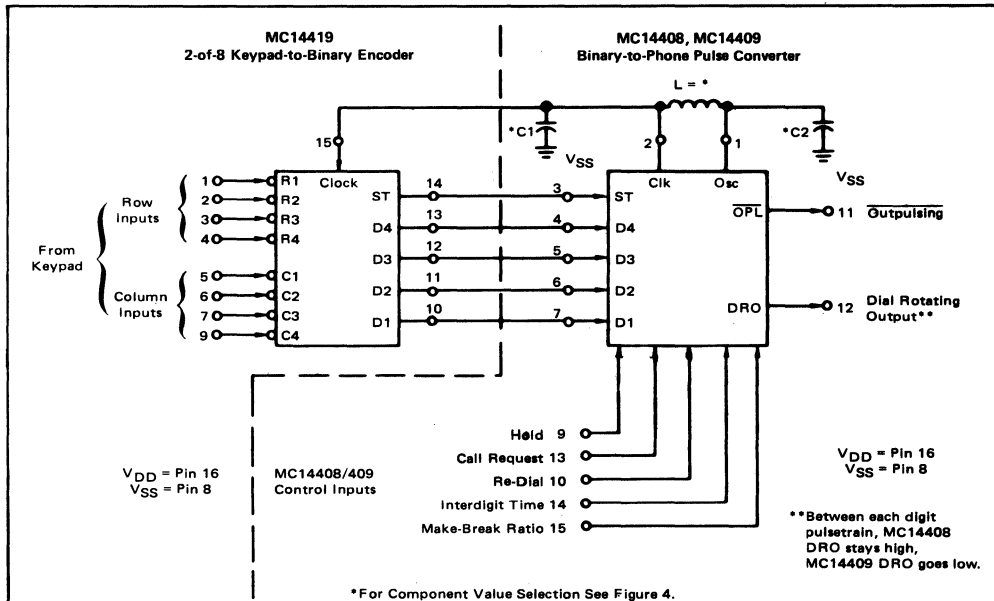 MC14419
2-of-8 Keypad-to-Binary Encoder
MC14408, MC14409
Binary-to-Phone Pulse Converter
L = *
*C1
*C2
VSS
VSS
15
2
1
Clock
Clk
Osc
From
Keypad
Row
Inputs
1 R1
2 R2
3 R3
4 R4
Column
Inputs
5 C1
6 C2
7 C3
9 C4
ST 14 3 ST
D4 13 4 D4
D3 12 5 D3
D2 11 6 D2
D1 10 7 D1
OPL 11 Gutpulsing
DRO 12 Dial Rotating
Output**
Hold 9
Call Request 13
Re-Dial 10
Interdigit Time 14
Make-Break Ratio 15
VDD = Pin 16
VSS = Pin 8
MC14408/409
Control Inputs
VDD = Pin 16
VSS = Pin 8
**Between each digit
pulsetrain, MC14408
DRO stays high,
MC14409 DRO goes low.
*For Component Value Selection See Figure 4.